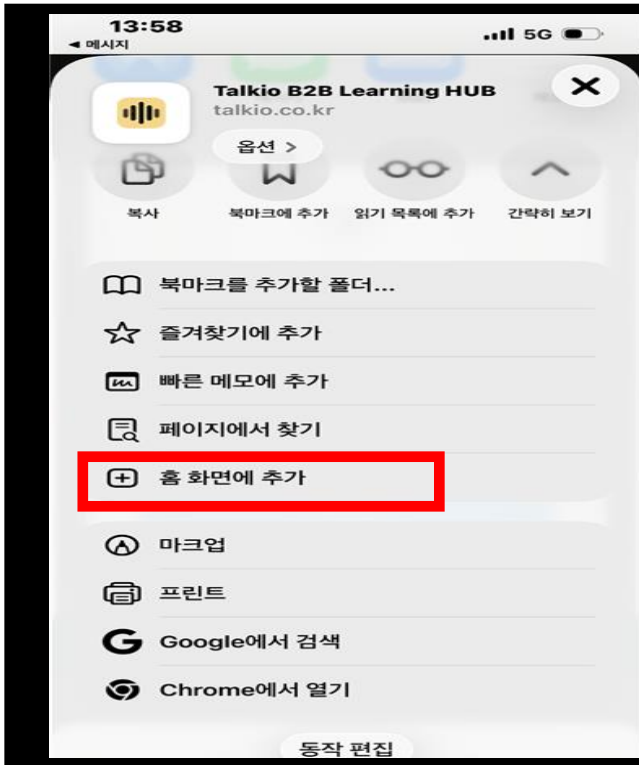 13:58
5G
◀ 메시지
Talkio B2B Learning HUB
talkio.co.kr
옵션 >
복사
북마크에 추가
읽기 목록에 추가
간략히 보기
북마크를 추가할 폴더...
즐겨찾기에 추가
빠른 메모에 추가
페이지에서 찾기
홈 화면에 추가
마크업
프린트
Google에서 검색
Chrome에서 열기
동작 편집